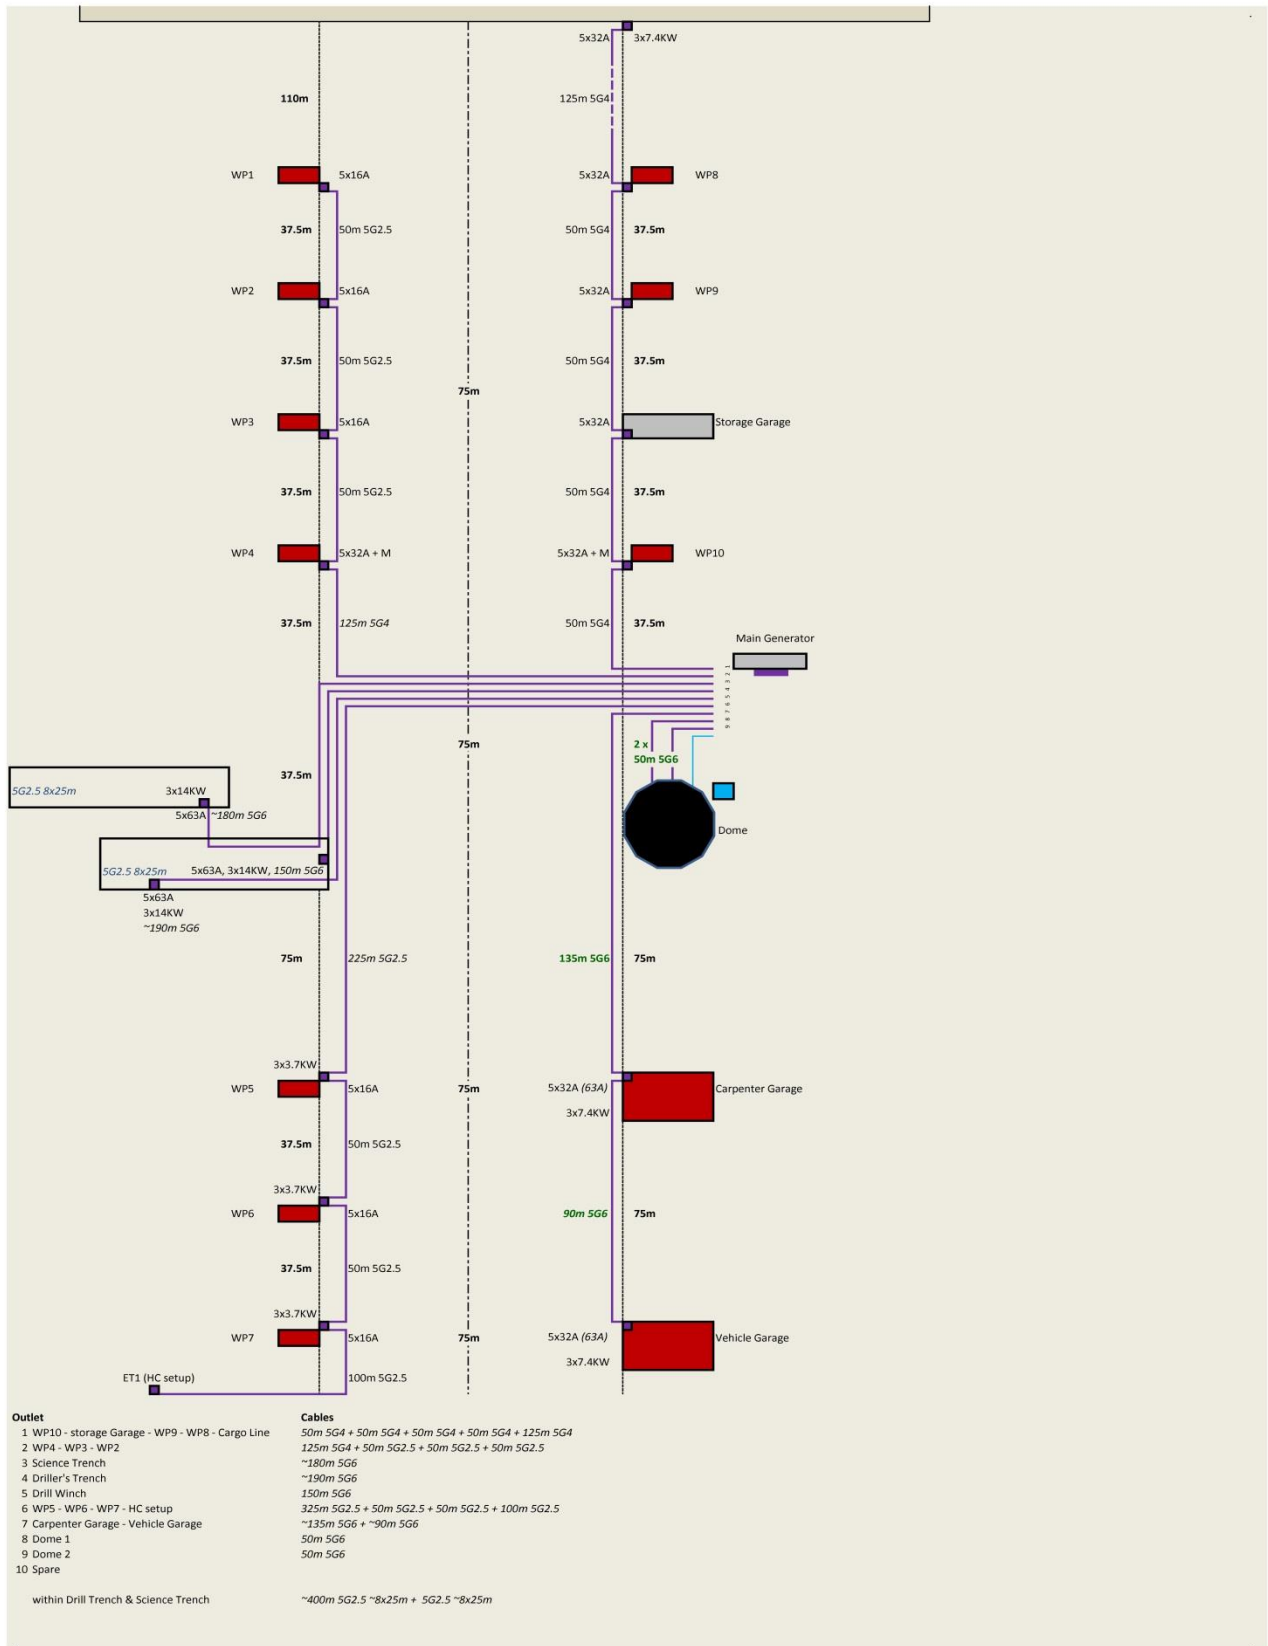 5x32A 3x7.4KW
110m 125m 5G4
WP1 5x16A 5x32A WP8
37.5m 50m 5G2.5 50m 5G4 37.5m
WP2 5x16A 5x32A WP9
37.5m 50m 5G2.5 50m 5G4 37.5m
75m
WP3 5x16A 5x32A Storage Garage
37.5m 50m 5G2.5 50m 5G4 37.5m
WP4 5x32A + M 5x32A + M WP10
37.5m 125m 5G4 50m 5G4 37.5m
Main Generator
9 8 7 6 5 4 3 2 1
75m 2 x
50m 5G6
37.5m
5G2.5 8x25m 3x14KW
5x63A ~180m 5G6
Dome
5G2.5 8x25m 5x63A, 3x14KW, 150m 5G6
5x63A
3x14KW
~190m 5G6
75m 225m 5G2.5 135m 5G6 75m
3x3.7KW
WP5 5x16A 75m 5x32A (63A) Carpenter Garage
3x7.4KW
37.5m 50m 5G2.5
3x3.7KW
WP6 5x16A 90m 5G6 75m
37.5m 50m 5G2.5
3x3.7KW
WP7 5x16A 75m 5x32A (63A) Vehicle Garage
3x7.4KW
ET1 (HC setup) 100m 5G2.5
Outlet Cables
1 WP10 - storage Garage - WP9 - WP8 - Cargo Line 50m 5G4 + 50m 5G4 + 50m 5G4 + 50m 5G4 + 125m 5G4
2 WP4 - WP3 - WP2 125m 5G4 + 50m 5G2.5 + 50m 5G2.5 + 50m 5G2.5
3 Science Trench ~180m 5G6
4 Driller's Trench ~190m 5G6
5 Drill Winch 150m 5G6
6 WP5 - WP6 - WP7 - HC setup 325m 5G2.5 + 50m 5G2.5 + 50m 5G2.5 + 100m 5G2.5
7 Carpenter Garage - Vehicle Garage ~135m 5G6 + ~90m 5G6
8 Dome 1 50m 5G6
9 Dome 2 50m 5G6
10 Spare
within Drill Trench & Science Trench ~400m 5G2.5 ~8x25m + 5G2.5 ~8x25m